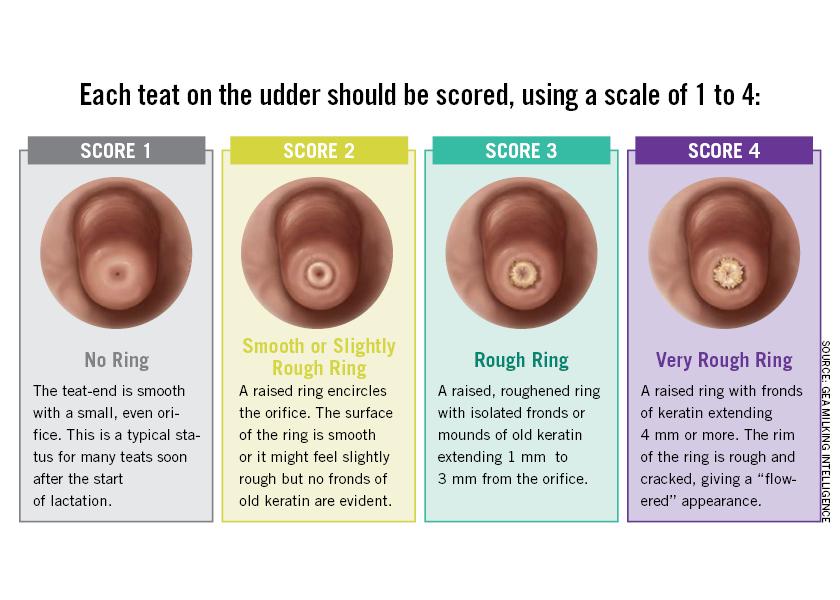 Each teat on the udder should be scored, using a scale of 1 to 4:
SCORE 1
No Ring
The teat-end is smooth
with a small, even ori-
fice. This is a typical sta-
tus for many teats soon
after the start
of lactation.
SCORE 2
Smooth or Slightly
Rough Ring
A raised ring encircles
the orifice. The surface
of the ring is smooth
or it might feel slightly
rough but no fronds of
old keratin are evident.
SCORE 3
Rough Ring
A raised, roughened ring
with isolated fronds or
mounds of old keratin
extending 1 mm to
3 mm from the orifice.
SCORE 4
Very Rough Ring
A raised ring with fronds
of keratin extending
4 mm or more. The rim
of the ring is rough and
cracked, giving a “flow-
ered” appearance.
SOURCE: GEA MILKING INTELLIGENCE